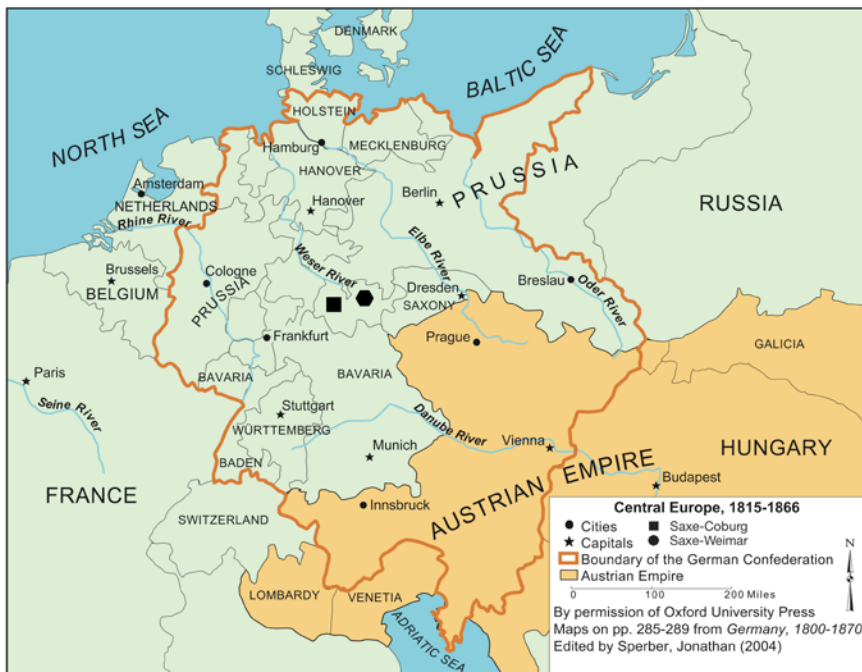 DENMARK
BALTIC SEA
SCHLESWIG
NORTH SEA
HOLSTEIN
Hamburg
MECKLENBURG
HANOVER
PRUSSIA
Amsterdam
NETHERLANDS
Berlin
Hanover
RUSSIA
Rhine River
Weser River
Elbe River
Brussels
BELGIUM
Cologne
PRUSSIA
Dresden
SAXONY
Breslau
Oder River
Frankfurt
Prague
GALICIA
Paris
Seine River
BAVARIA
BAVARIA
Stuttgart
WÜRTTEMBERG
Danube River
Vienna
Munich
BADEN
HUNGARY
Budapest
FRANCE
AUSTRIAN EMPIRE
Innsbruck
SWITZERLAND
LOMBARDY
VENETIA
ADRIATIC SEA
Central Europe, 1815-1866
Cities
Saxe-Coburg
Capitals
Saxe-Weimar
Boundary of the German Confederation
Austrian Empire
N
0 100 200 Miles
By permission of Oxford University Press
Maps on pp. 285-289 from Germany, 1800-1870
Edited by Sperber, Jonathan (2004)